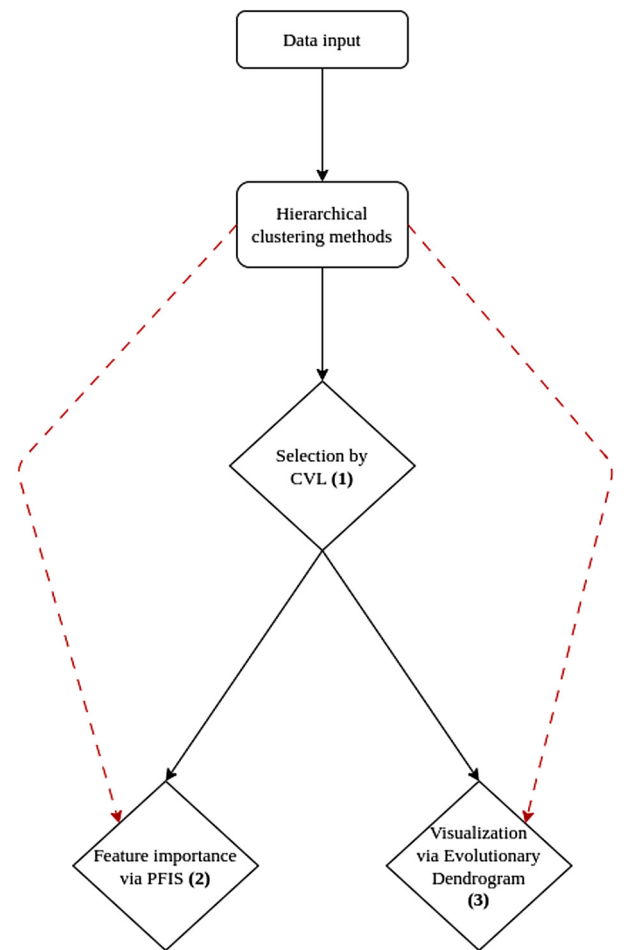 Data input
Hierarchical
clustering methods
Selection by
CVL (1)
Feature importance
via PFIS (2)
Visualization
via Evolutionary
Dendrogram
(3)